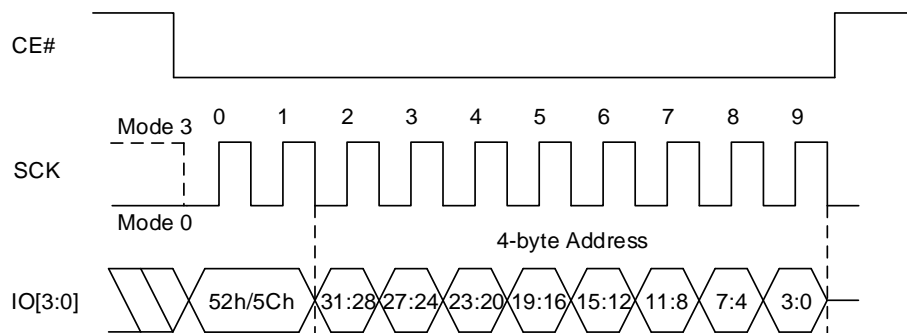 CE#
0 1 2 3 4 5 6 7 8 9
Mode 3
SCK
Mode 0
4-byte Address
IO[3:0] 52h/5Ch 31:28 27:24 23:20 19:16 15:12 11:8 7:4 3:0